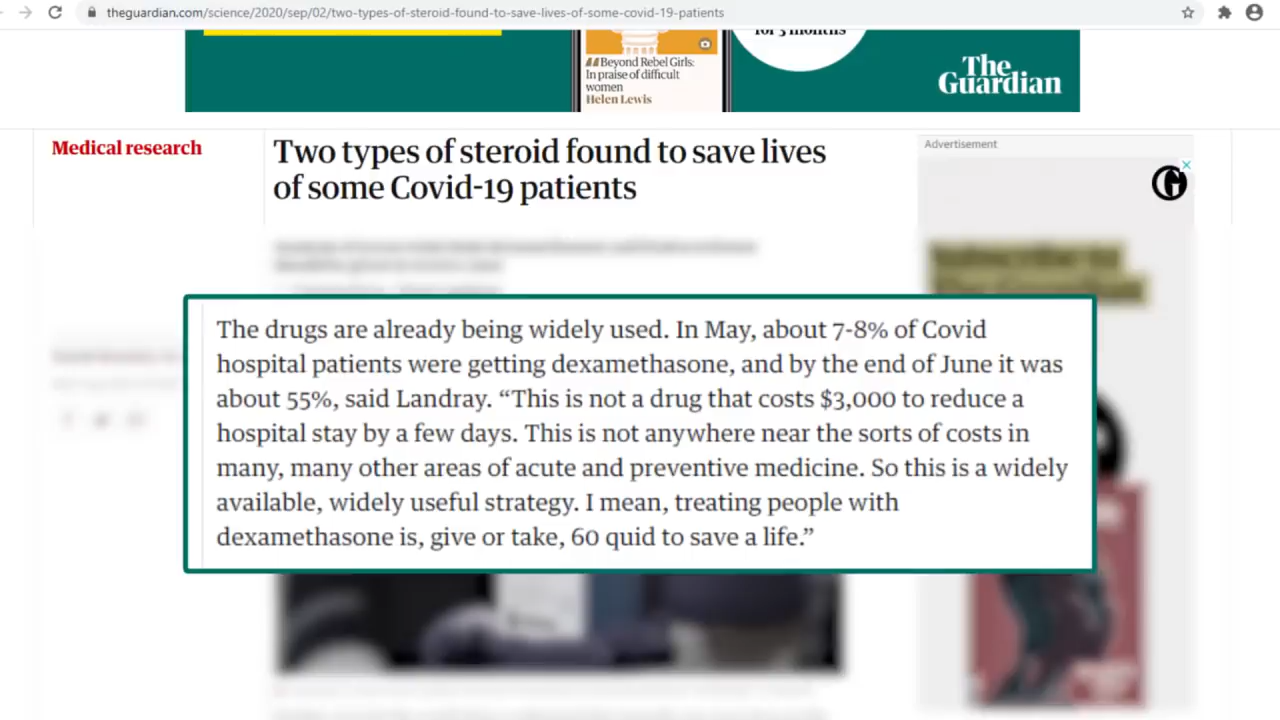 theguardian.com/science/2020/sep/02/two-types-of-steroid-found-to-save-lives-of-some-covid-19-patients
for 3 months
Beyond Rebel Girls:
In praise of difficult
women
Helen Lewis
The
Guardian
Medical research
Two types of steroid found to save lives
of some Covid-19 patients
Advertisement
G
Subscribe to
The Guardian
The drugs are already being widely used. In May, about 7-8% of Covid
hospital patients were getting dexamethasone, and by the end of June it was
about 55%, said Landray. “This is not a drug that costs $3,000 to reduce a
hospital stay by a few days. This is not anywhere near the sorts of costs in
many, many other areas of acute and preventive medicine. So this is a widely
available, widely useful strategy. I mean, treating people with
dexamethasone is, give or take, 60 quid to save a life.”